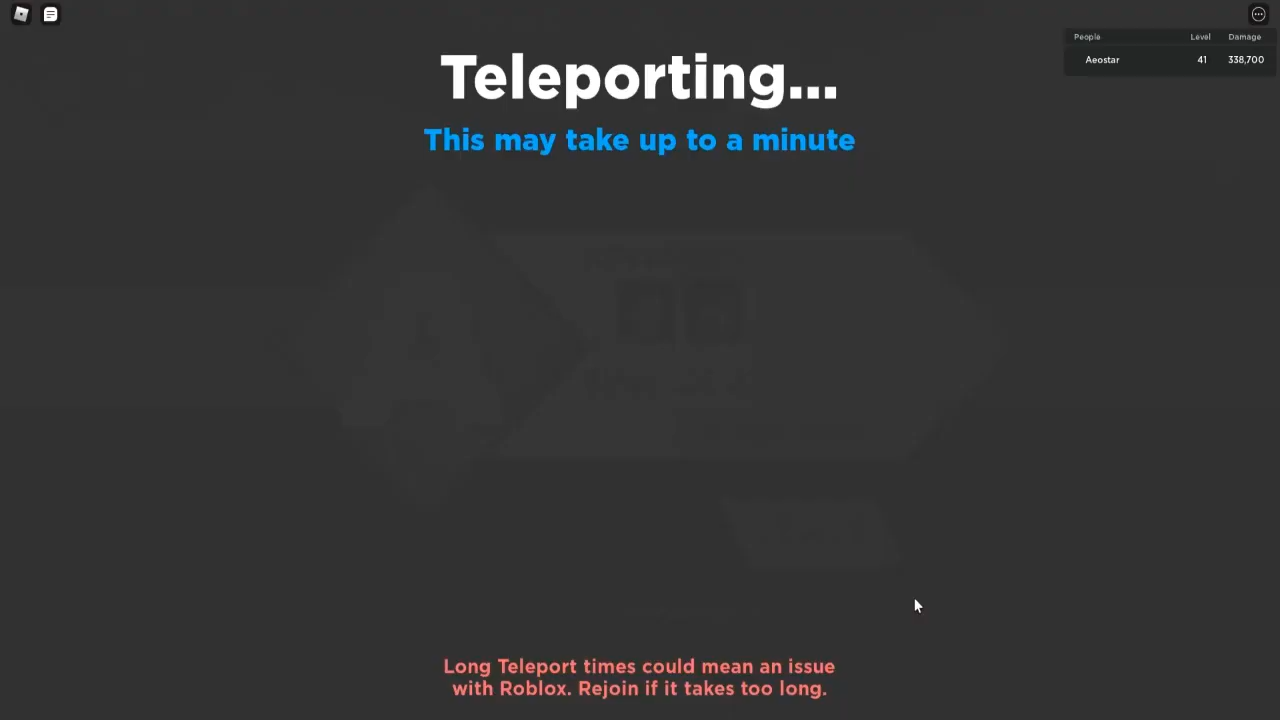 People Level Damage
Aeostar 41 338,700
Teleporting...
This may take up to a minute
Long Teleport times could mean an issue
with Roblox. Rejoin if it takes too long.